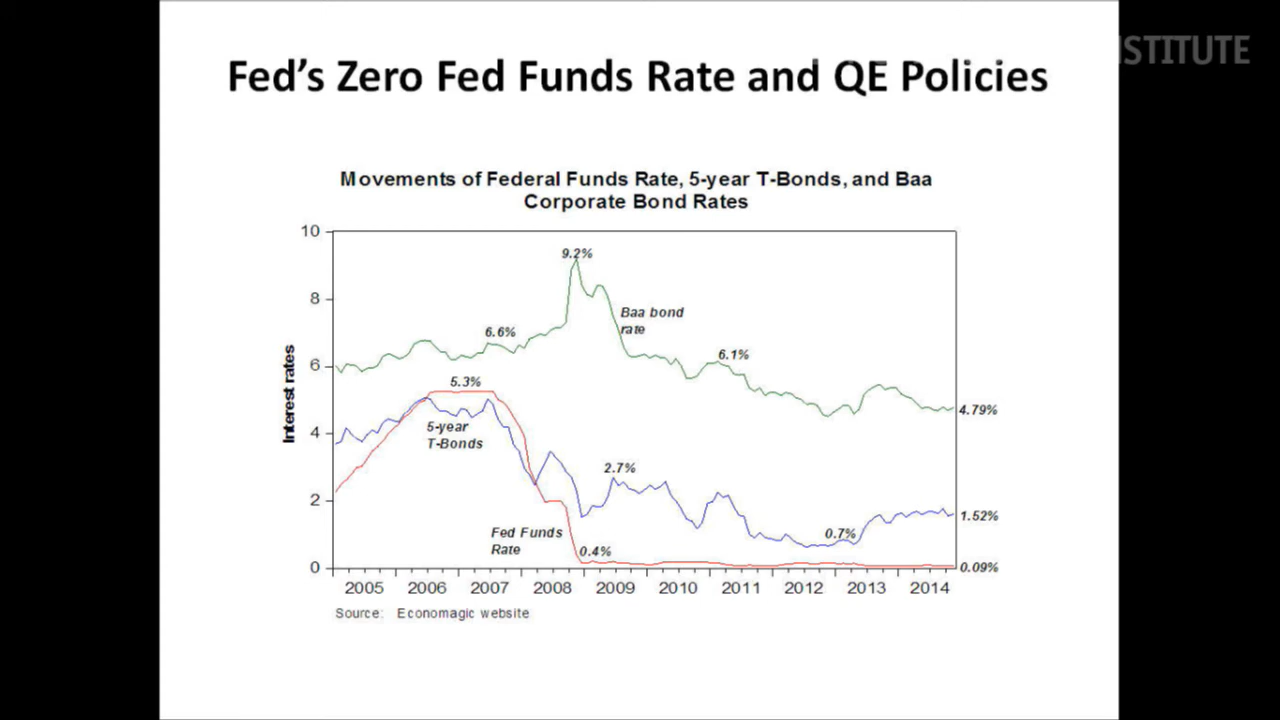 STITUTE
Fed's Zero Fed Funds Rate and QE Policies
Movements of Federal Funds Rate, 5-year T-Bonds, and Baa
Corporate Bond Rates
Interest rates
10
8
6
4
2
0
9.2%
Baa bond
rate
6.6%
6.1%
5.3%
4.79%
5-year
T-Bonds
2.7%
1.52%
Fed Funds
Rate
0.7%
0.4%
0.09%
2005 2006 2007 2008 2009 2010 2011 2012 2013 2014
Source: Economagic website